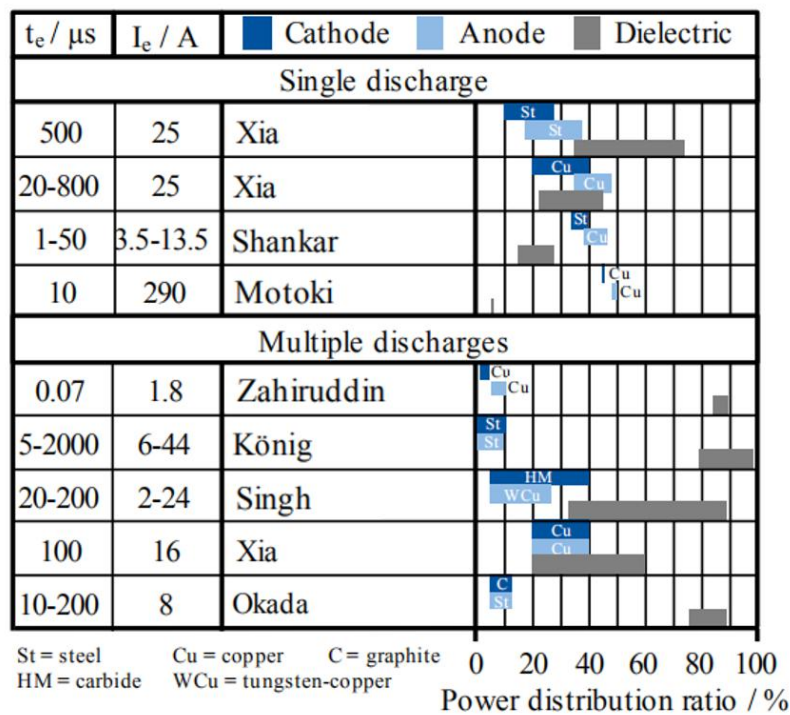 te / μs Ie / A Cathode Anode Dielectric
Single discharge
500 25 Xia St St
20-800 25 Xia Cu Cu
1-50 3.5-13.5 Shankar St Cu
10 290 Motoki Cu Cu
Multiple discharges
0.07 1.8 Zahiruddin Cu Cu
5-2000 6-44 König St St
20-200 2-24 Singh HM WCu
100 16 Xia Cu Cu
10-200 8 Okada C St
St = steel Cu = copper C = graphite
HM = carbide WCu = tungsten-copper
0 20 40 60 80 100
Power distribution ratio / %